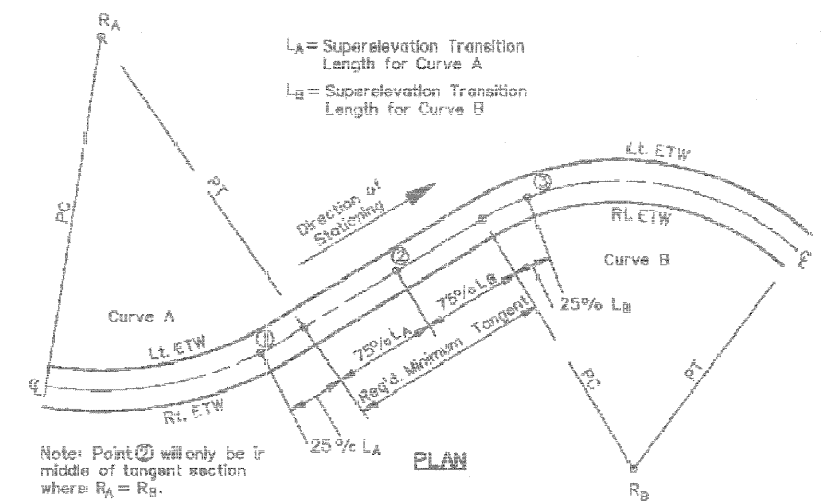 R_A
L_A = Superelevation Transition
Length for Curve A
L_B = Superelevation Transition
Length for Curve B
PC
PT
Direction of
Stationing
Lt. ETW
Rt. ETW
℄
③
②
①
Curve A
Curve B
Lt. ETW
Rt. ETW
℄
75% L_A
75% L_B
Req'd. Minimum Tangent
25% L_B
25% L_A
PC
PT
R_B
PLAN
Note: Point ② will only be in
middle of tangent section
where R_A = R_B.